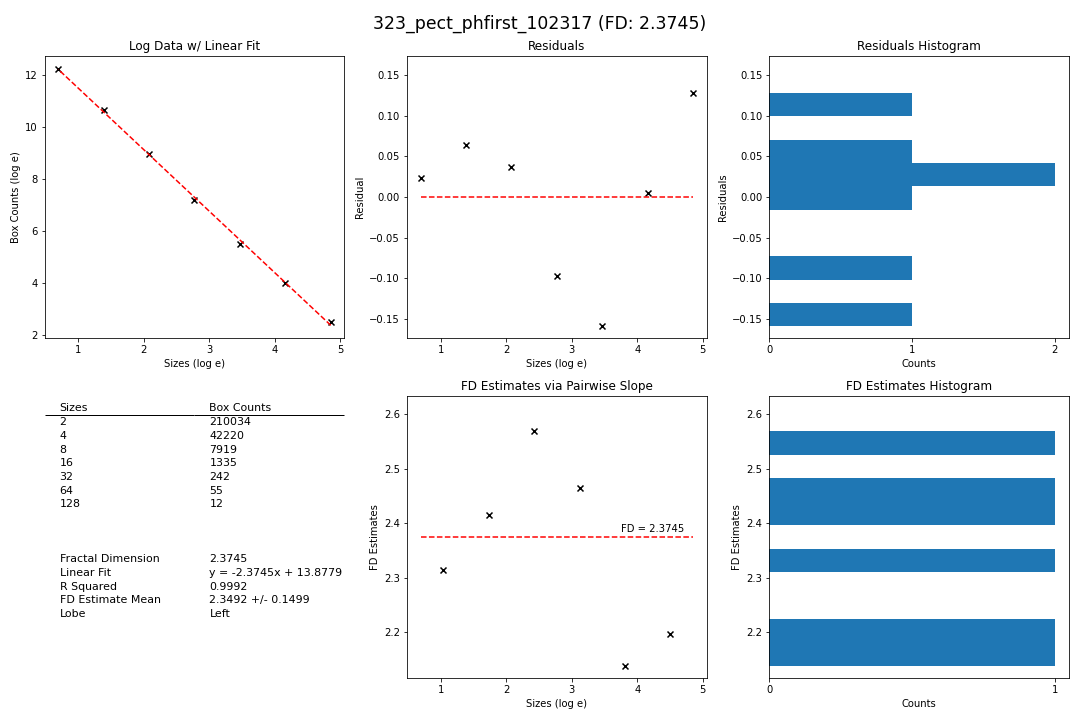 323_pect_phfirst_102317 (FD: 2.3745)
Log Data w/ Linear Fit
Box Counts (log e)
12
10
8
6
4
2
1
2
3
4
5
Sizes (log e)
Residuals
Residual
0.15
0.10
0.05
0.00
−0.05
−0.10
−0.15
1
2
3
4
5
Sizes (log e)
Residuals Histogram
Residuals
0.15
0.10
0.05
0.00
−0.05
−0.10
−0.15
0
1
2
Counts
Sizes Box Counts
2 210034
4 42220
8 7919
16 1335
32 242
64 55
128 12
Fractal Dimension 2.3745
Linear Fit y = -2.3745x + 13.8779
R Squared 0.9992
FD Estimate Mean 2.3492 +/- 0.1499
Lobe Left
FD Estimates via Pairwise Slope
FD Estimates
2.6
2.5
2.4
2.3
2.2
FD = 2.3745
1
2
3
4
5
Sizes (log e)
FD Estimates Histogram
FD Estimates
2.6
2.5
2.4
2.3
2.2
0
1
Counts